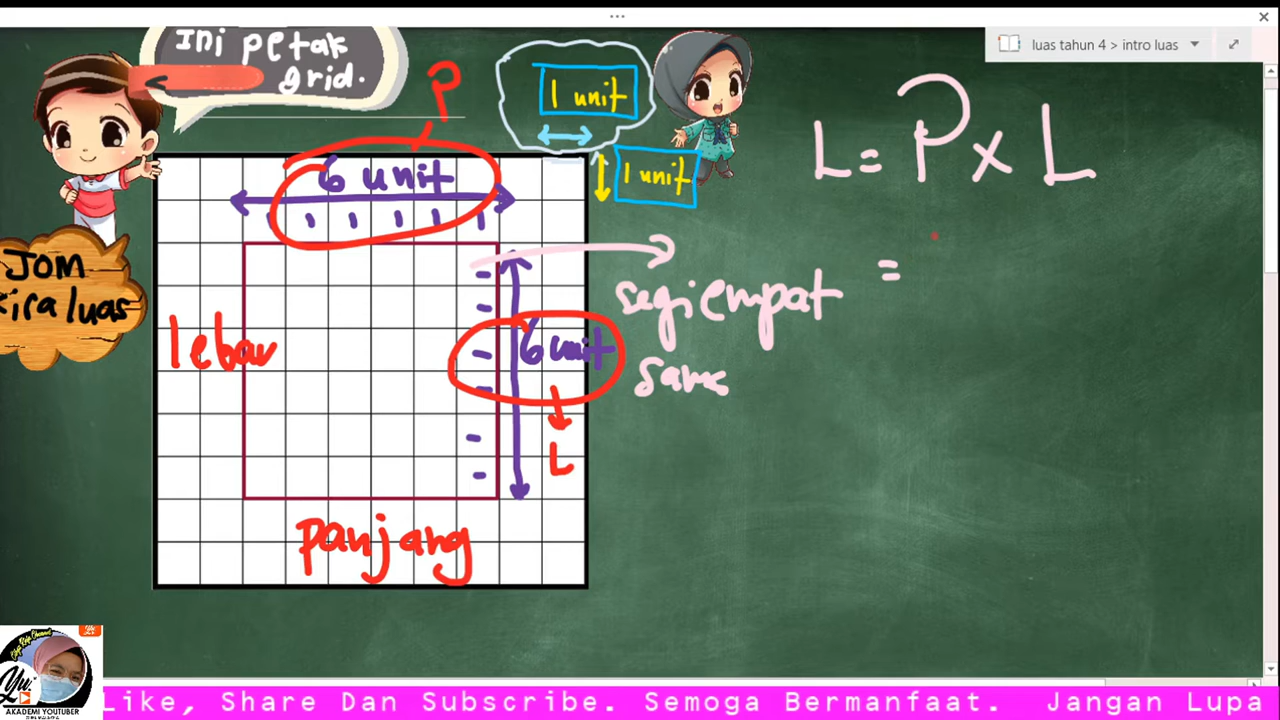 luas tahun 4 > intro luas
Ini petak
grid.
P
1 unit
1 unit
6 unit
L = P x L
=
JOM
kira luas
lebar
6 unit
L
segiempat
sama
panjang
AKADEMI YOUTUBER
Like, Share Dan Subscribe. Semoga Bermanfaat. Jangan Lupa